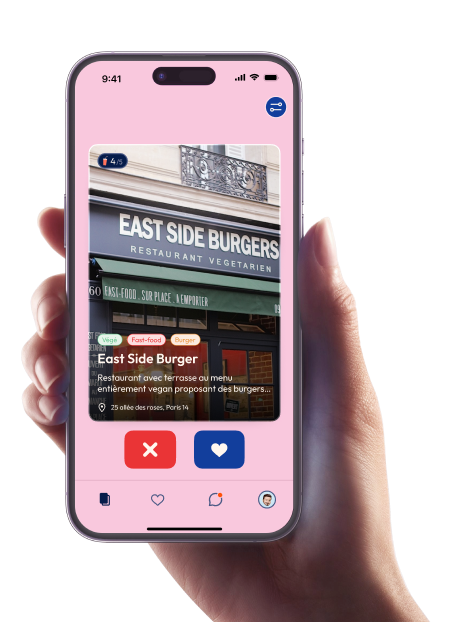 9:41
4/5
EAST SIDE BURGERS
RESTAURANT VEGETARIEN
60 EAST-FOOD . SUR PLACE . A EMPORTER
Végé
Fast-food
Burger
East Side Burger
Restaurant avec terrasse au menu
entièrement vegan proposant des burgers...
25 allée des roses, Paris 14